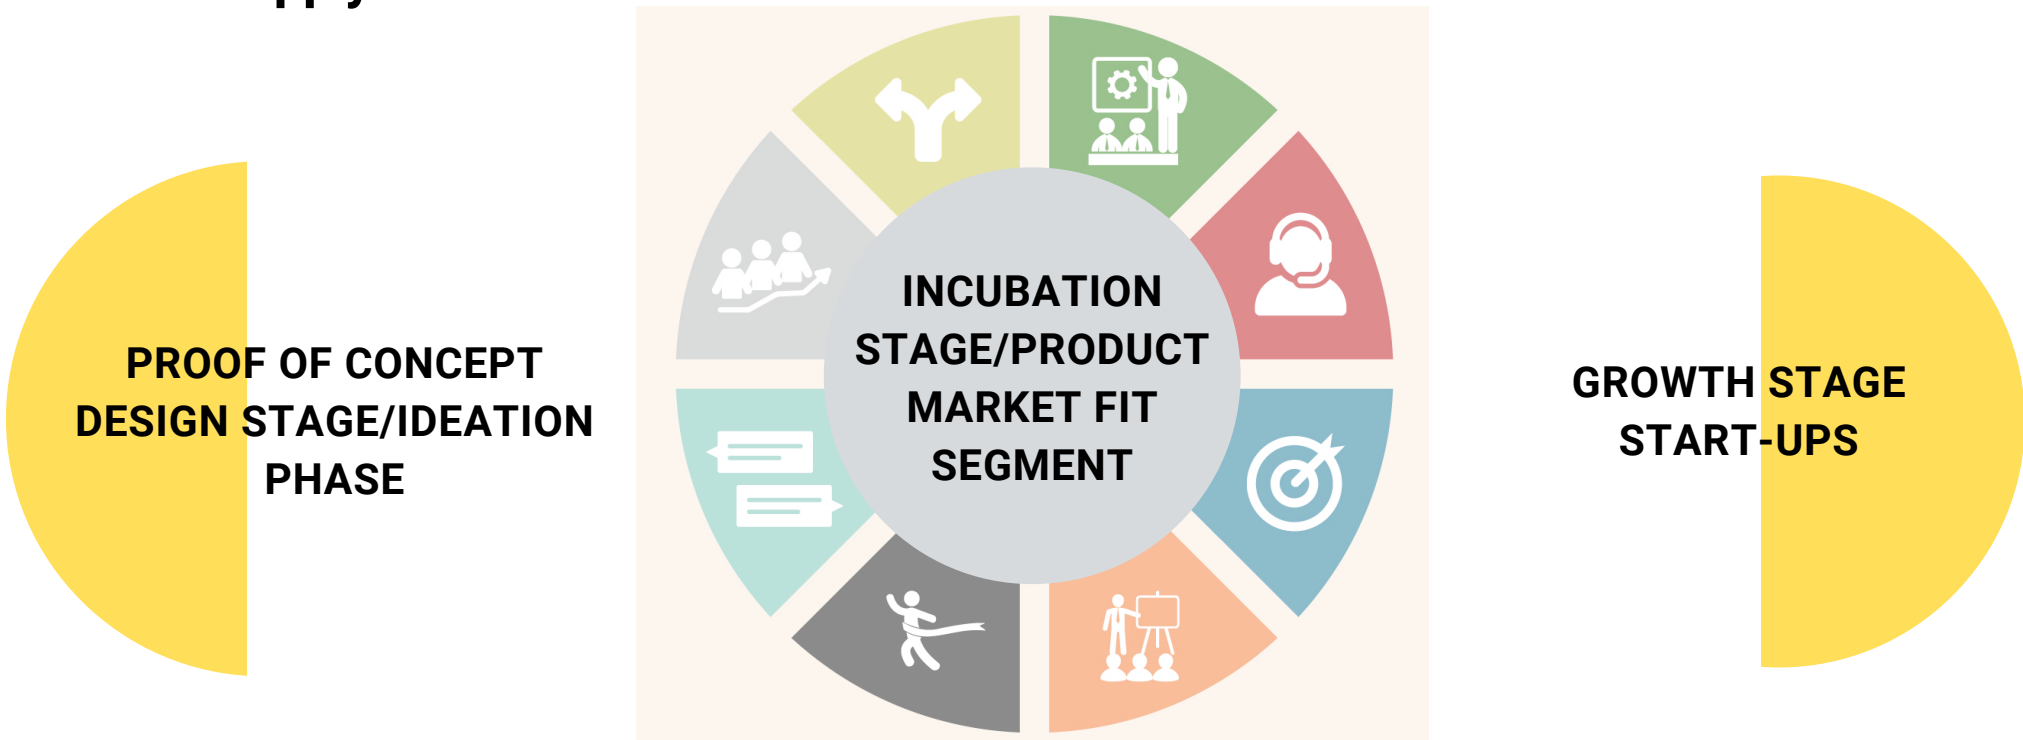 PROOF OF CONCEPT
DESIGN STAGE/IDEATION
PHASE
INCUBATION
STAGE/PRODUCT
MARKET FIT
SEGMENT
GROWTH STAGE
START-UPS